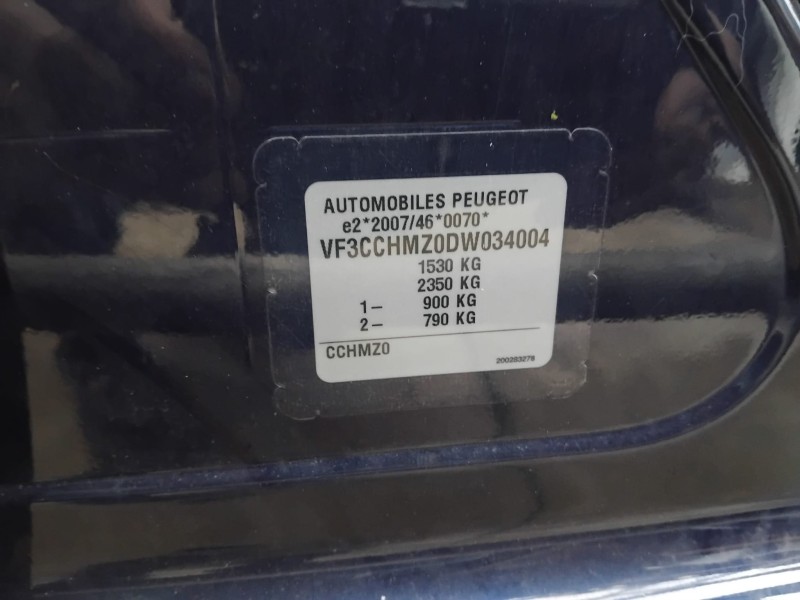 AUTOMOBILES PEUGEOT
e2*2007/46*0070*
VF3CCHMZ0DW034004
1530 KG
2350 KG
1– 900 KG
2– 790 KG
CCHMZ0
200283278